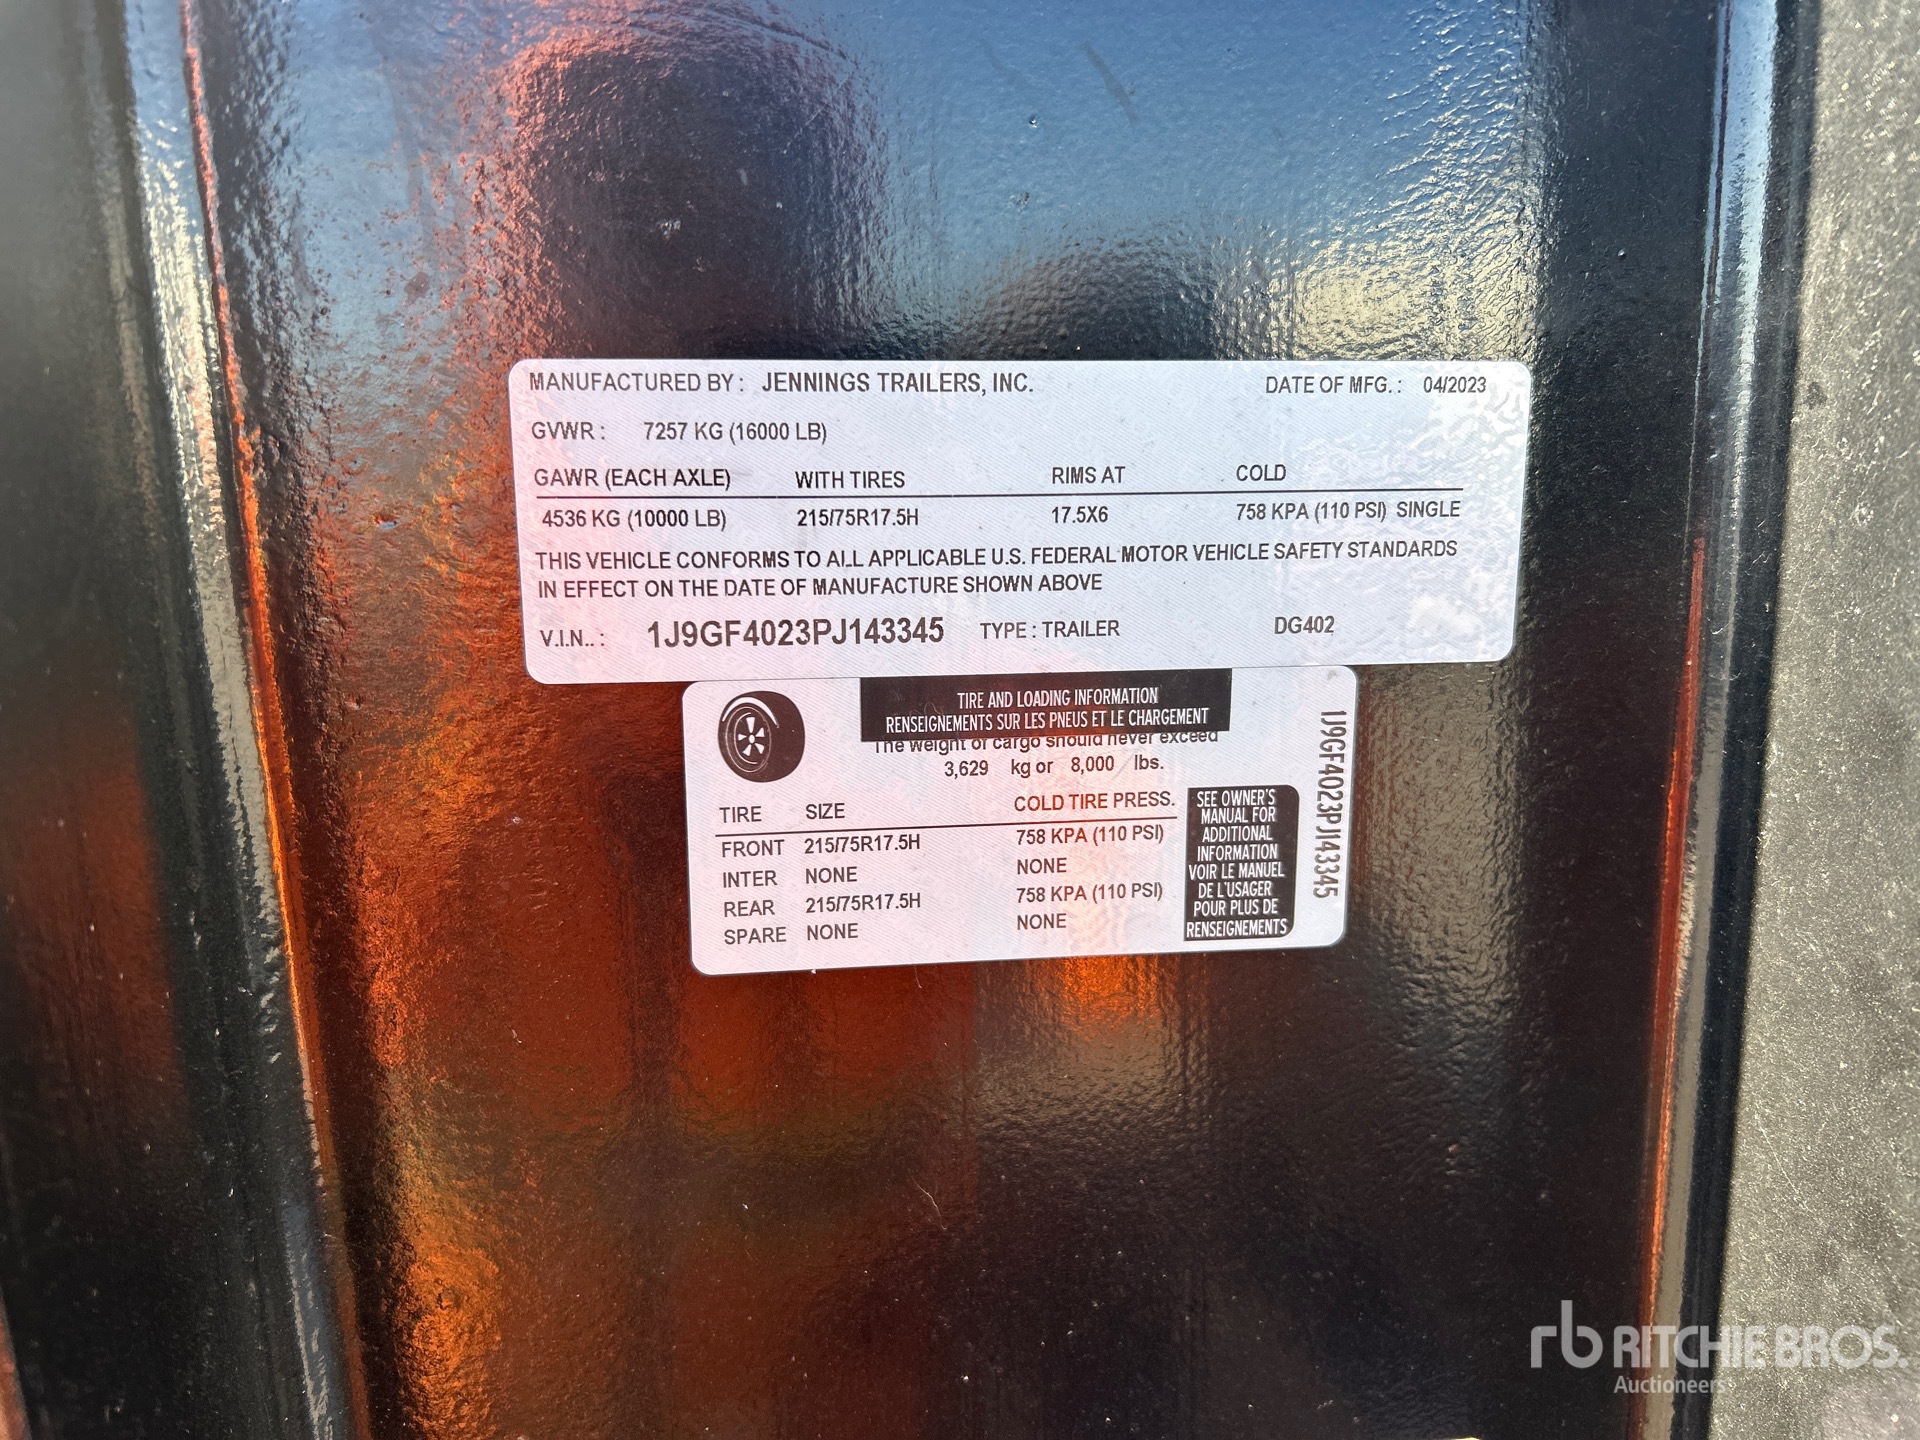 MANUFACTURED BY : JENNINGS TRAILERS, INC. DATE OF MFG. : 04/2023
GVWR : 7257 KG (16000 LB)
GAWR (EACH AXLE) WITH TIRES RIMS AT COLD
4536 KG (10000 LB) 215/75R17.5H 17.5X6 758 KPA (110 PSI) SINGLE
THIS VEHICLE CONFORMS TO ALL APPLICABLE U.S. FEDERAL MOTOR VEHICLE SAFETY STANDARDS
IN EFFECT ON THE DATE OF MANUFACTURE SHOWN ABOVE
V.I.N.. : 1J9GF4023PJ143345 TYPE : TRAILER DG402
TIRE AND LOADING INFORMATION
RENSEIGNEMENTS SUR LES PNEUS ET LE CHARGEMENT
The weight of cargo should never exceed
3,629 kg or 8,000 lbs.
TIRE SIZE COLD TIRE PRESS.
FRONT 215/75R17.5H 758 KPA (110 PSI)
INTER NONE NONE
REAR 215/75R17.5H 758 KPA (110 PSI)
SPARE NONE NONE
SEE OWNER'S
MANUAL FOR
ADDITIONAL
INFORMATION
VOIR LE MANUEL
DE L'USAGER
POUR PLUS DE
RENSEIGNEMENTS
1J9GF4023PJ143345
rb RITCHIE BROS.
Auctioneers